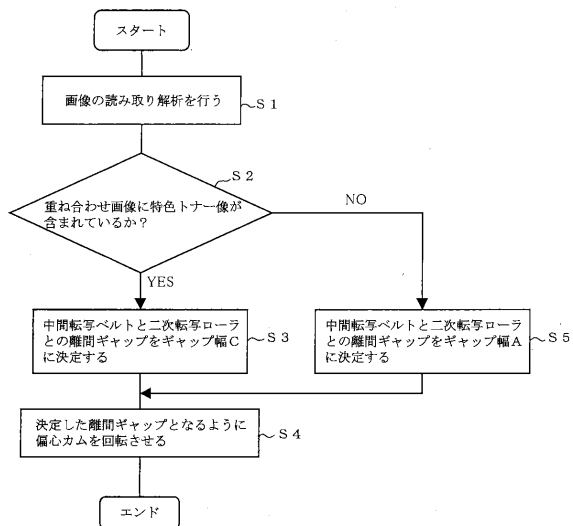 スタート
画像の読み取り解析を行う
S1
S2
重ね合わせ画像に特色トナー像が
含まれているか?
NO
YES
中間転写ベルトと二次転写ローラ
との離間ギャップをギャップ幅C
に決定する
S3
中間転写ベルトと二次転写ローラ
との離間ギャップをギャップ幅A
に決定する
S5
決定した離間ギャップとなるように
偏心カムを回転させる
S4
エンド